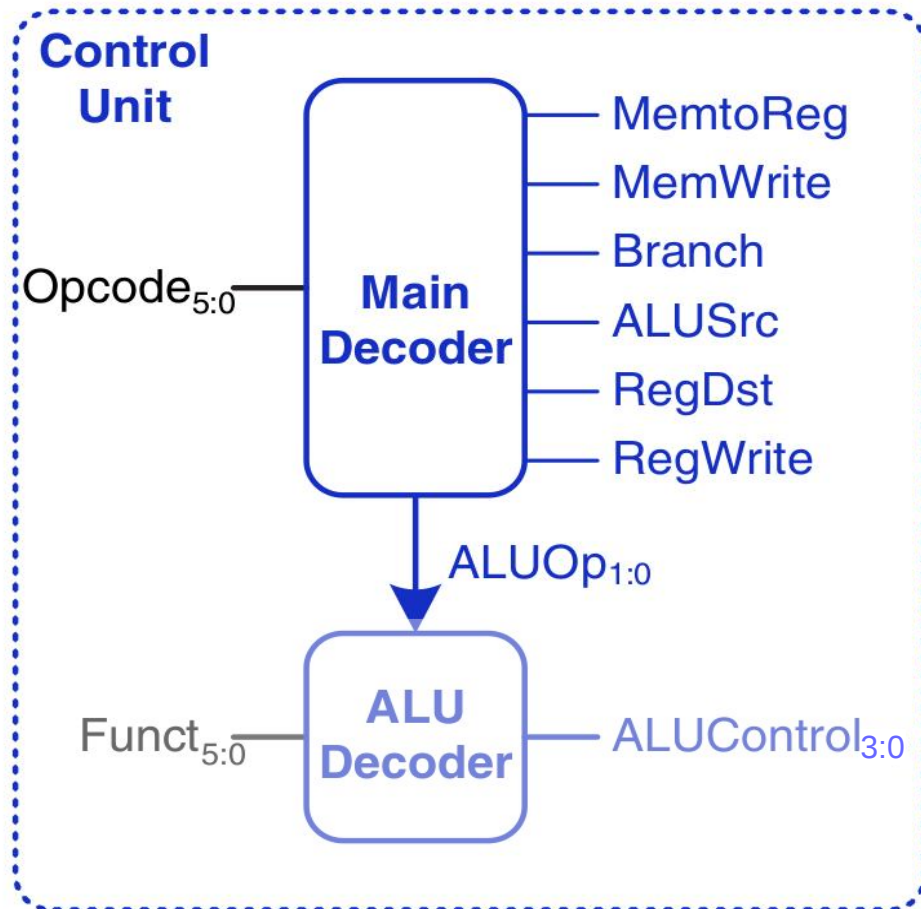 Control
Unit
MemtoReg
MemWrite
Branch
Opcode5:0
Main
Decoder
ALUSrc
RegDst
RegWrite
ALUOp1:0
ALU
Decoder
Funct5:0
ALUControl3:0